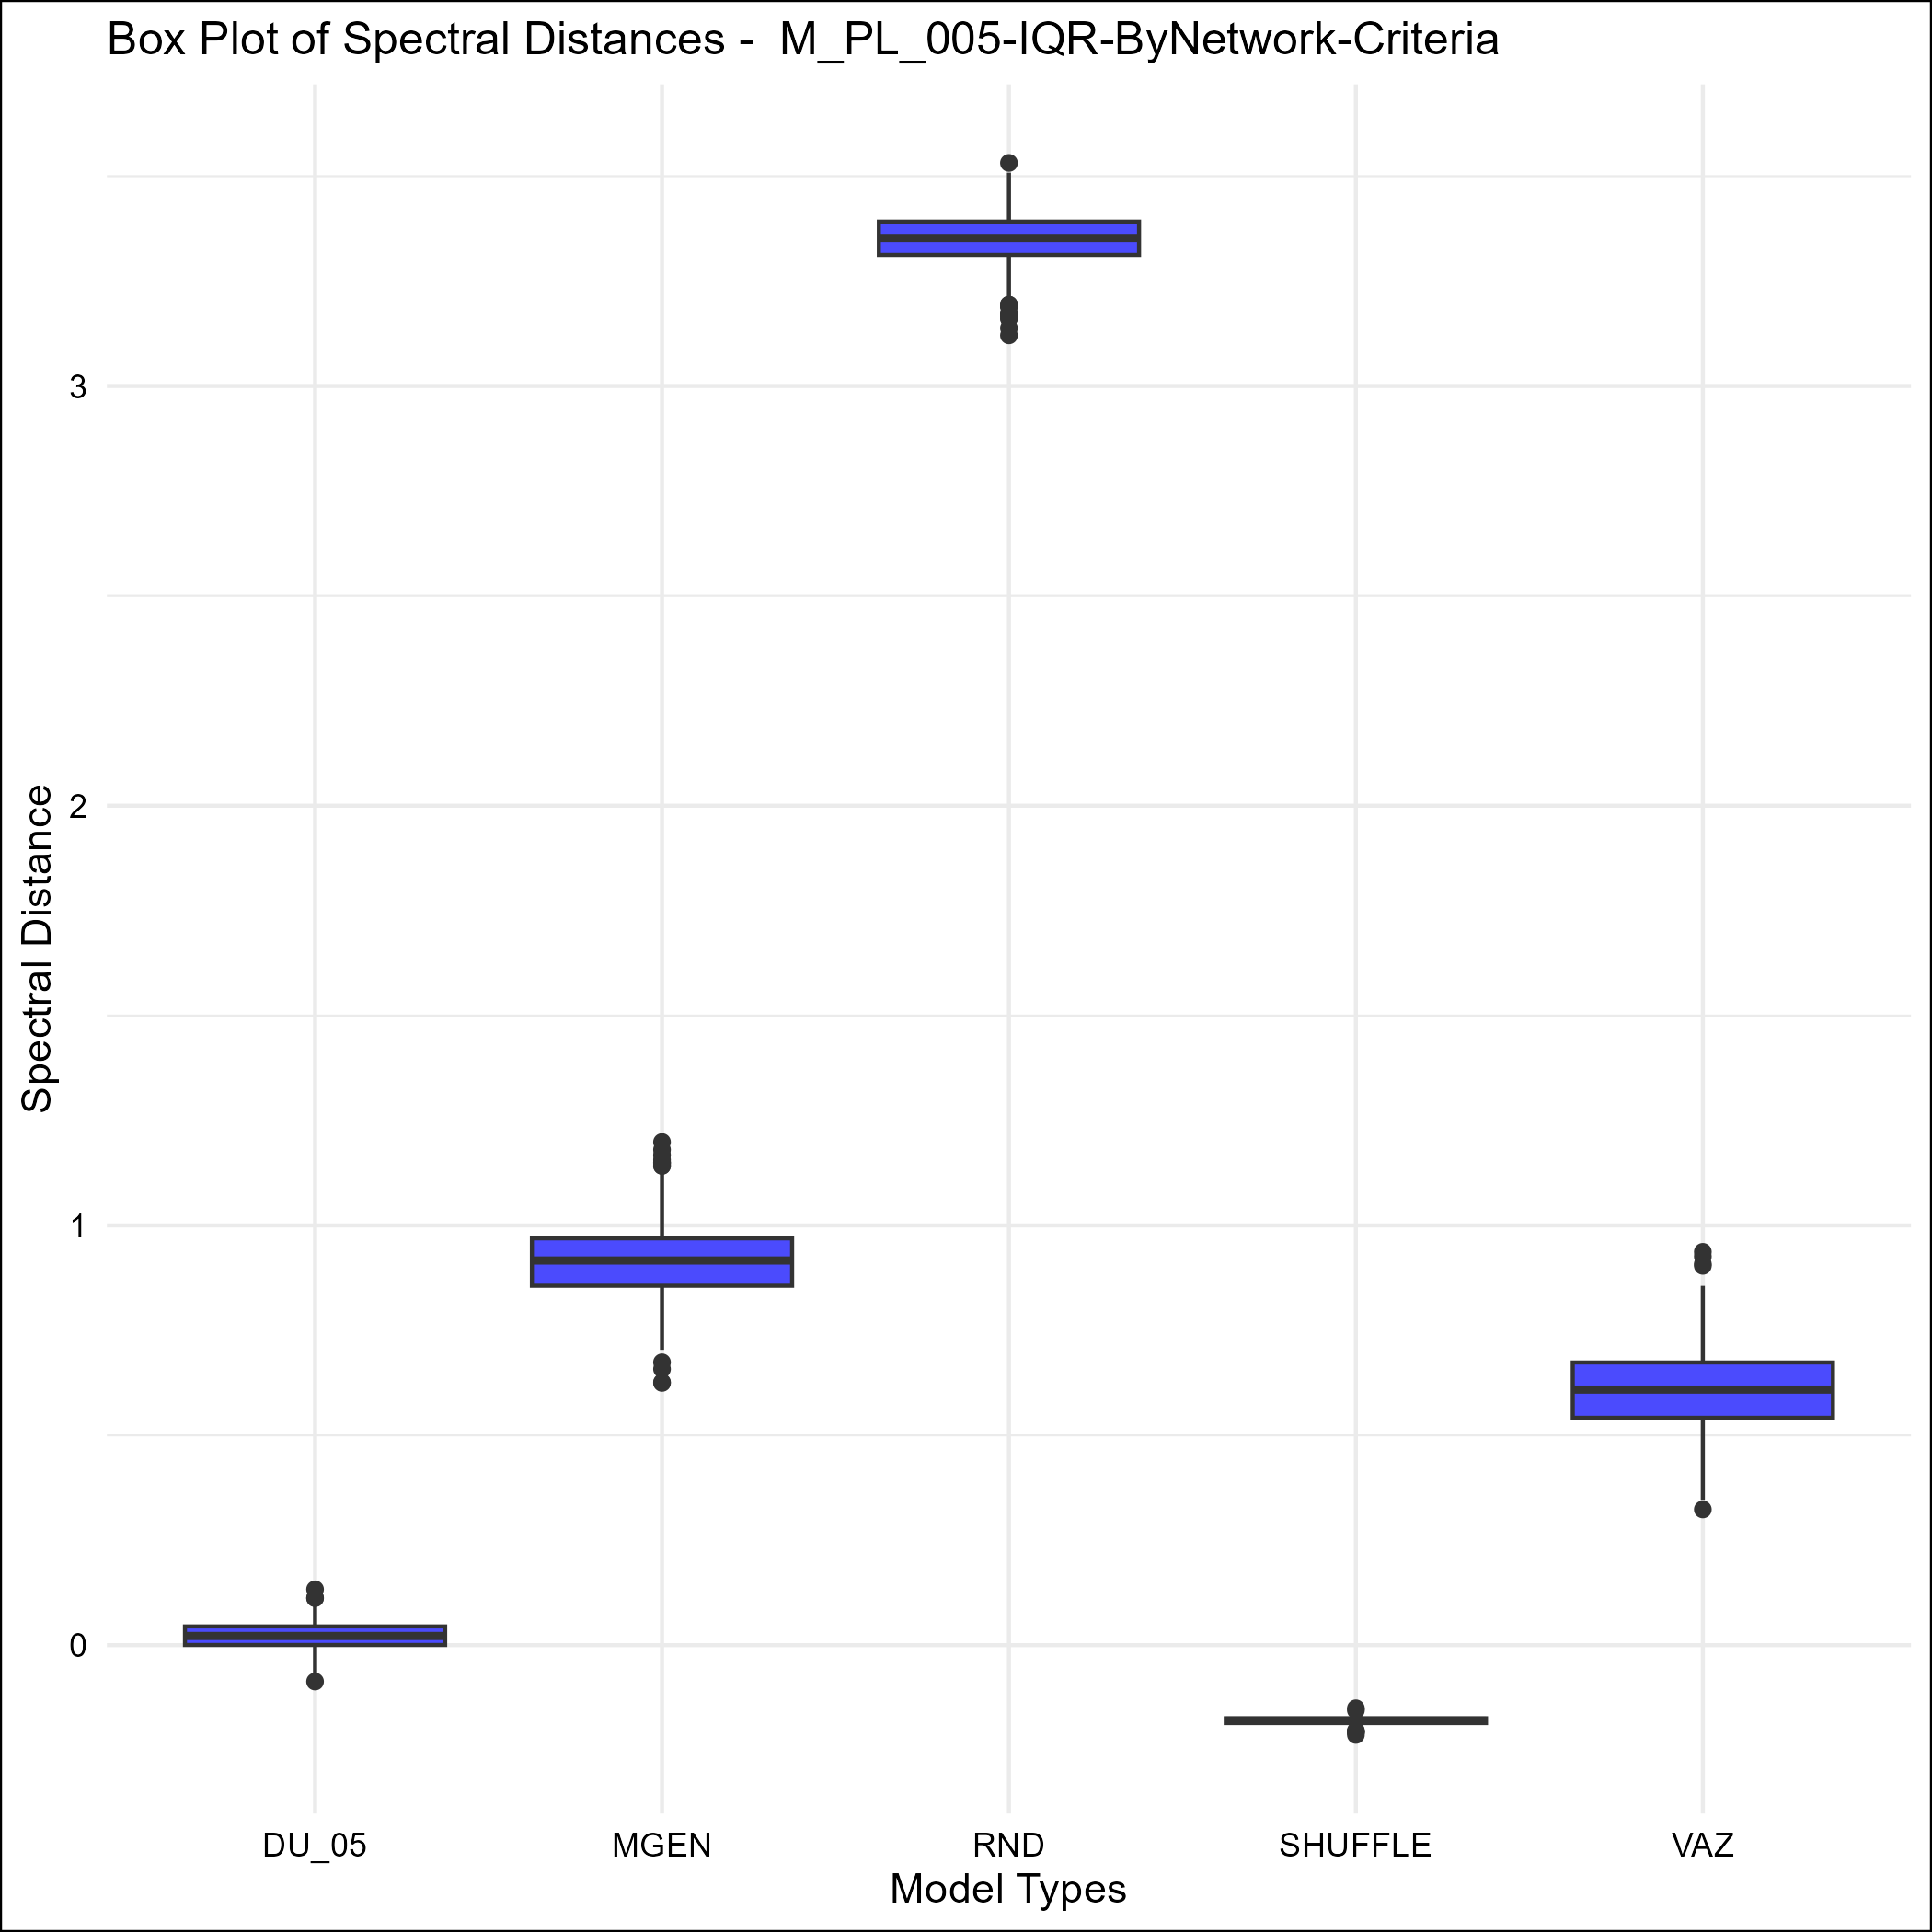 Box Plot of Spectral Distances -  M_PL_005-IQR-ByNetwork-Criteria
Spectral Distance
3
2
1
0
DU_05 MGEN RND SHUFFLE VAZ
Model Types